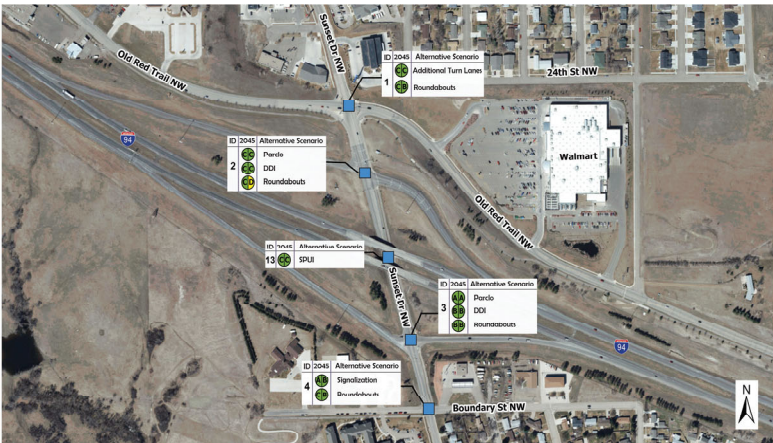 Sunset Dr NW
Old Red Trail NW
ID 2045 Alternative Scenario
1
C C Additional Turn Lanes
C B Roundabouts
24th St NW
94
ID 2045 Alternative Scenario
2
C C Parclo
C C DDI
C D Roundabouts
Walmart
Old Red Trail NW
ID 2045 Alternative Scenario
13 C C SPUI
Sunset Dr NW
ID 2045 Alternative Scenario
3
A A Parclo
B B DDI
B B Roundabouts
94
ID 2045 Alternative Scenario
4
A B Signalization
Roundabouts
Boundary St NW
N